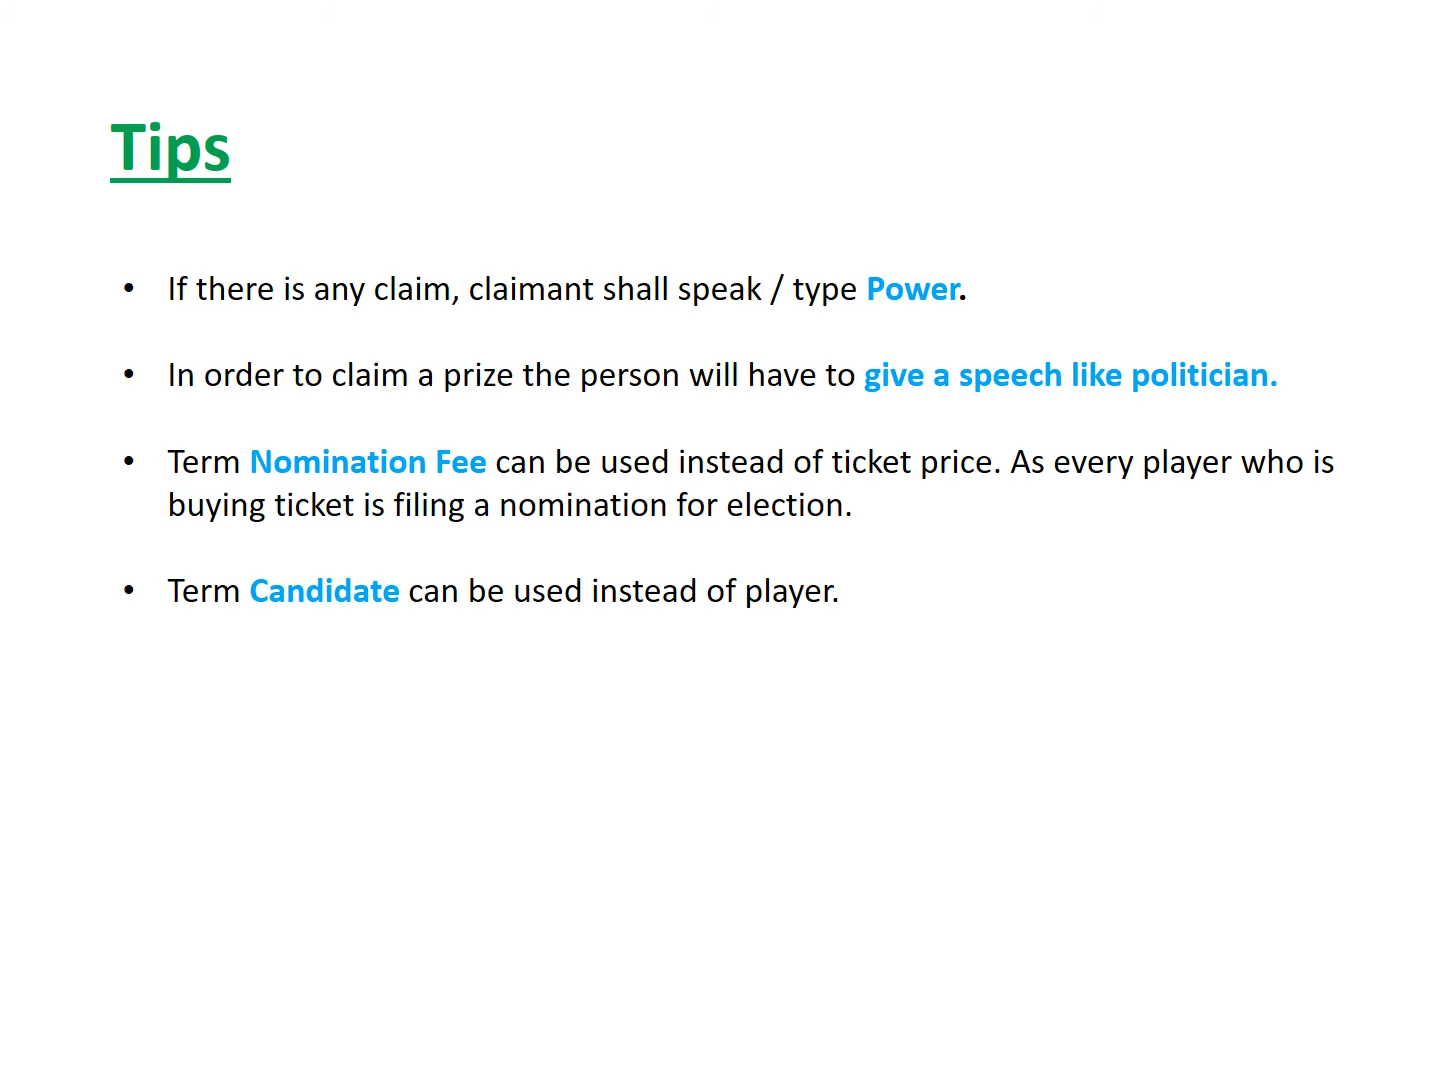 Tips
• If there is any claim, claimant shall speak / type Power.
• In order to claim a prize the person will have to give a speech like politician.
• Term Nomination Fee can be used instead of ticket price. As every player who is
buying ticket is filing a nomination for election.
• Term Candidate can be used instead of player.